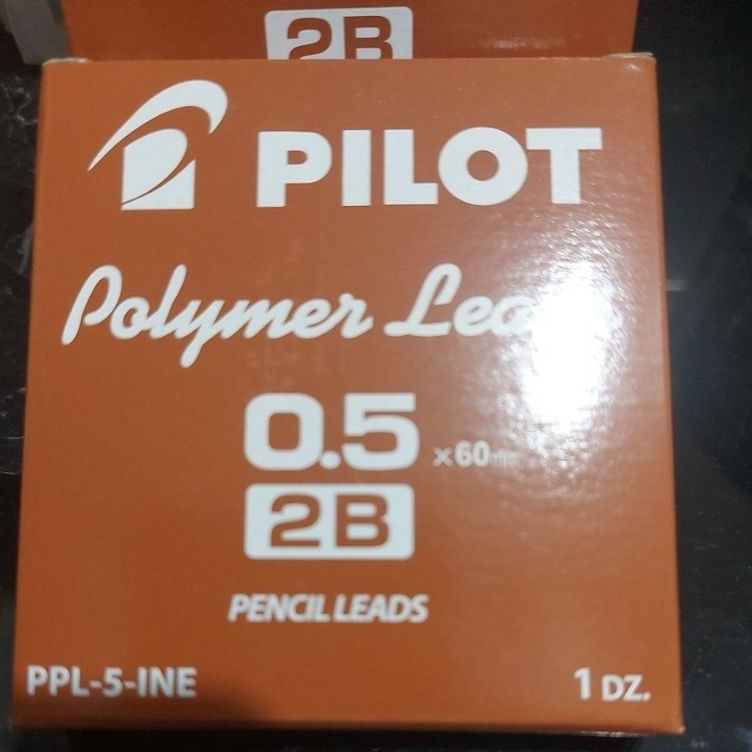 2B
PILOT
Polymer
0.5 ×60
2B
PENCIL LEADS
PPL-5-INE 1 DZ.